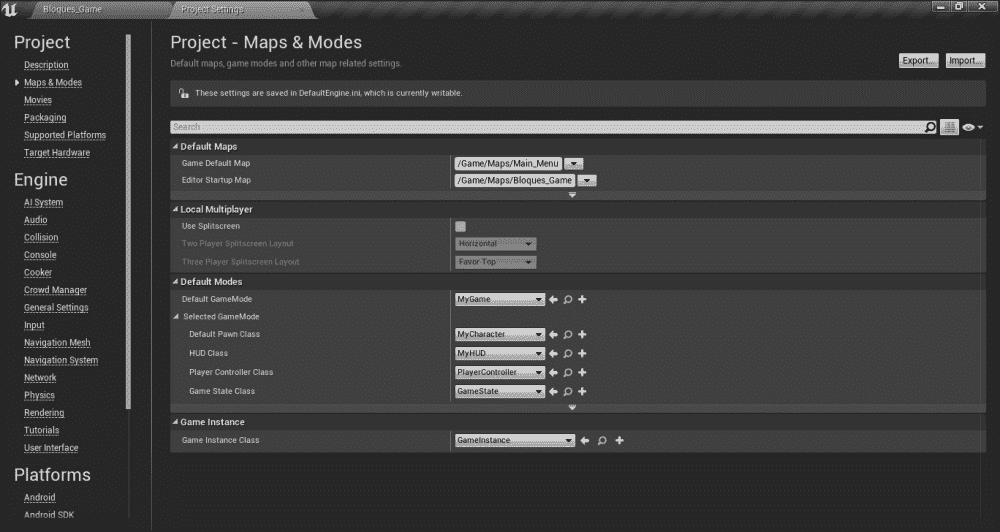 Bloques_Game
Project Settings
Project
Description
Maps & Modes
Movies
Packaging
Supported Platforms
Target Hardware
Engine
AI System
Audio
Collision
Console
Cooker
Crowd Manager
General Settings
Input
Navigation Mesh
Navigation System
Network
Physics
Rendering
Tutorials
User Interface
Platforms
Android
Android SDK
Project - Maps & Modes
Default maps, game modes and other map related settings.
Export...
Import...
These settings are saved in DefaultEngine.ini, which is currently writable.
Search
Default Maps
Game Default Map /Game/Maps/Main_Menu
Editor Startup Map /Game/Maps/Bloques_Game
Local Multiplayer
Use Splitscreen
Two Player Splitscreen Layout Horizontal
Three Player Splitscreen Layout Favor Top
Default Modes
Default GameMode MyGame
Selected GameMode
Default Pawn Class MyCharacter
HUD Class MyHUD
Player Controller Class PlayerController
Game State Class GameState
Game Instance
Game Instance Class GameInstance